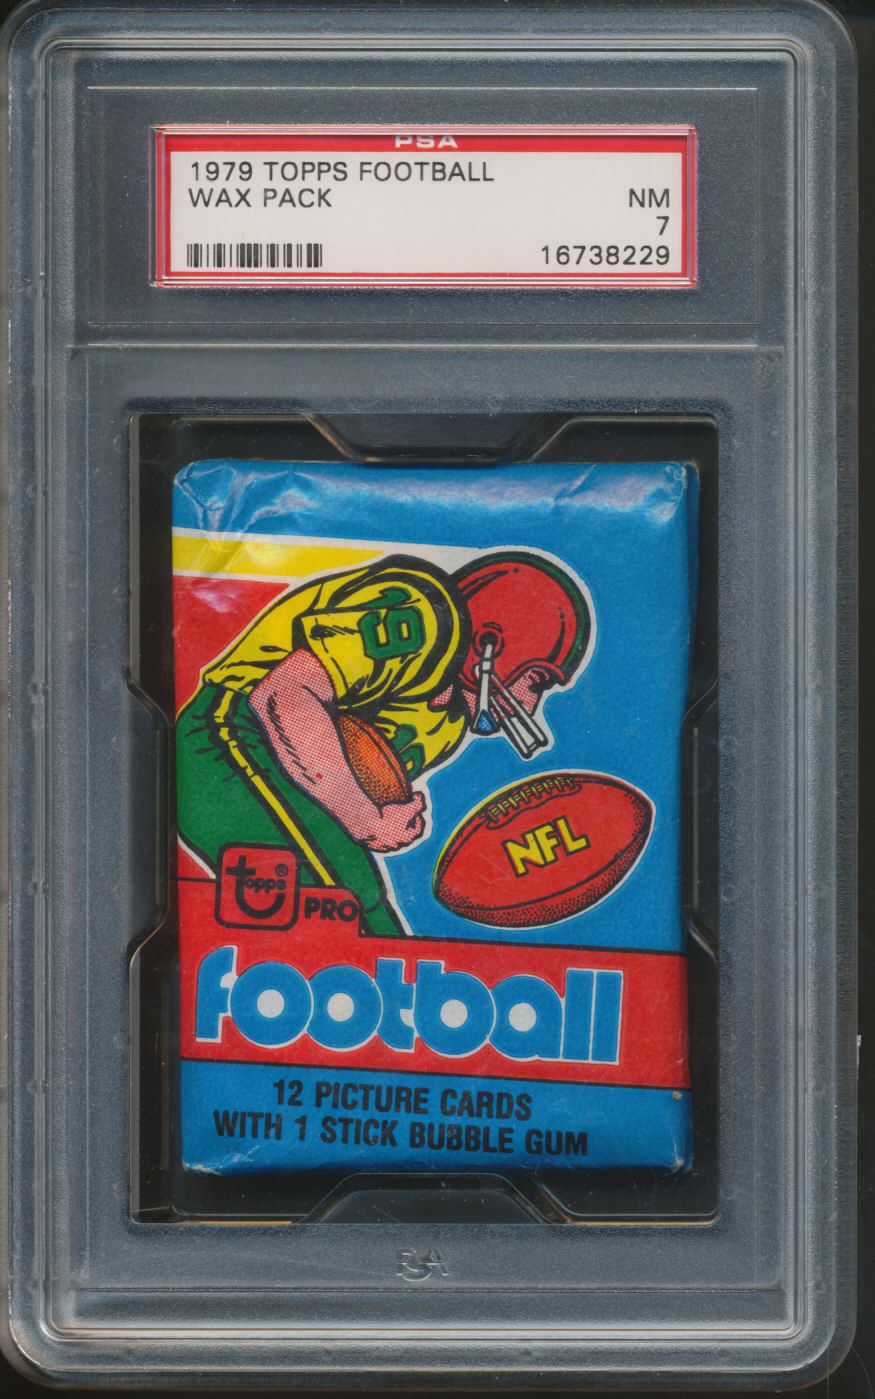 PSA
1979 TOPPS FOOTBALL
WAX PACK
NM
7
16738229
19
NFL
topps®
PRO
football
12 PICTURE CARDS
WITH 1 STICK BUBBLE GUM
PSA